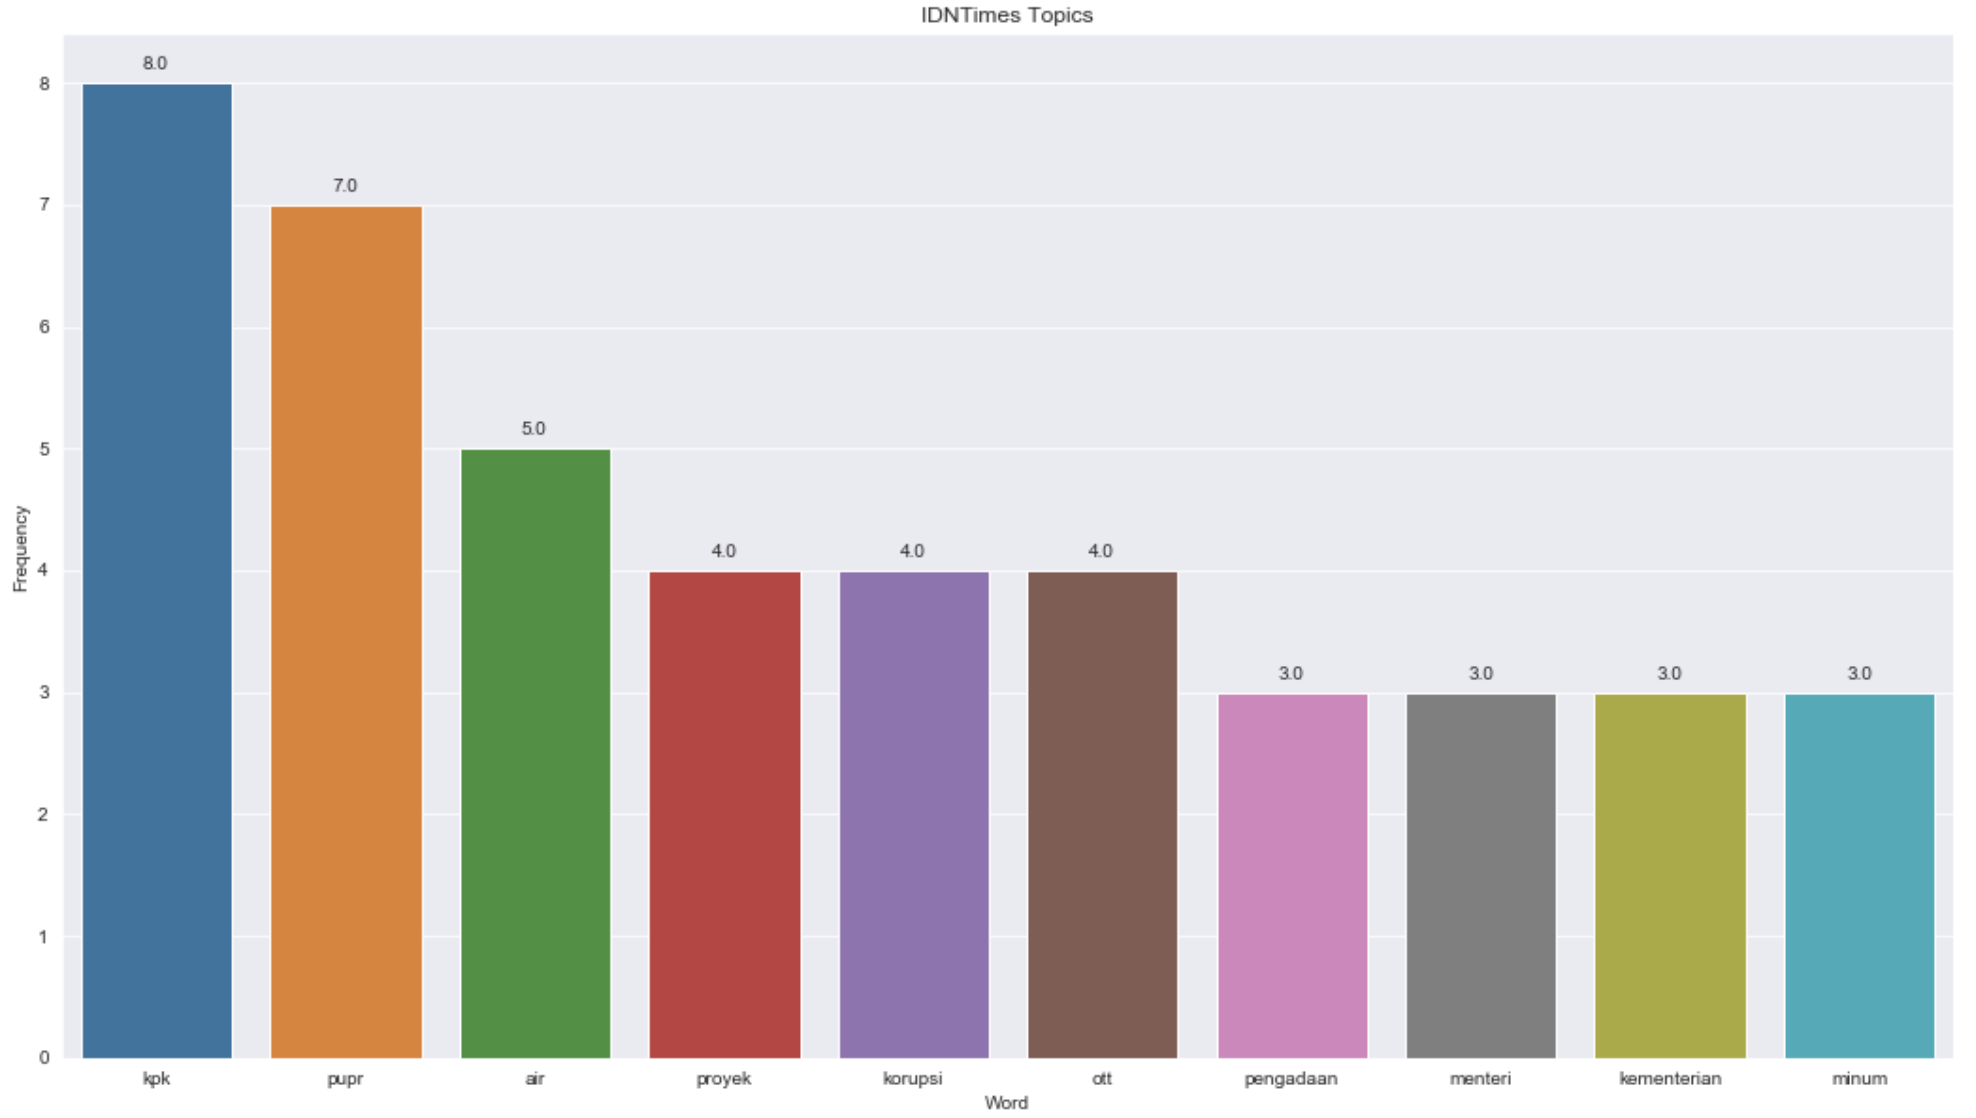 IDNTimes Topics
8.0
8
7.0
7
6
5.0
5
4.0 4.0 4.0
4
3.0 3.0 3.0 3.0
3
2
1
0
Frequency
kpk pupr air proyek korupsi ott pengadaan menteri kementerian minum
Word